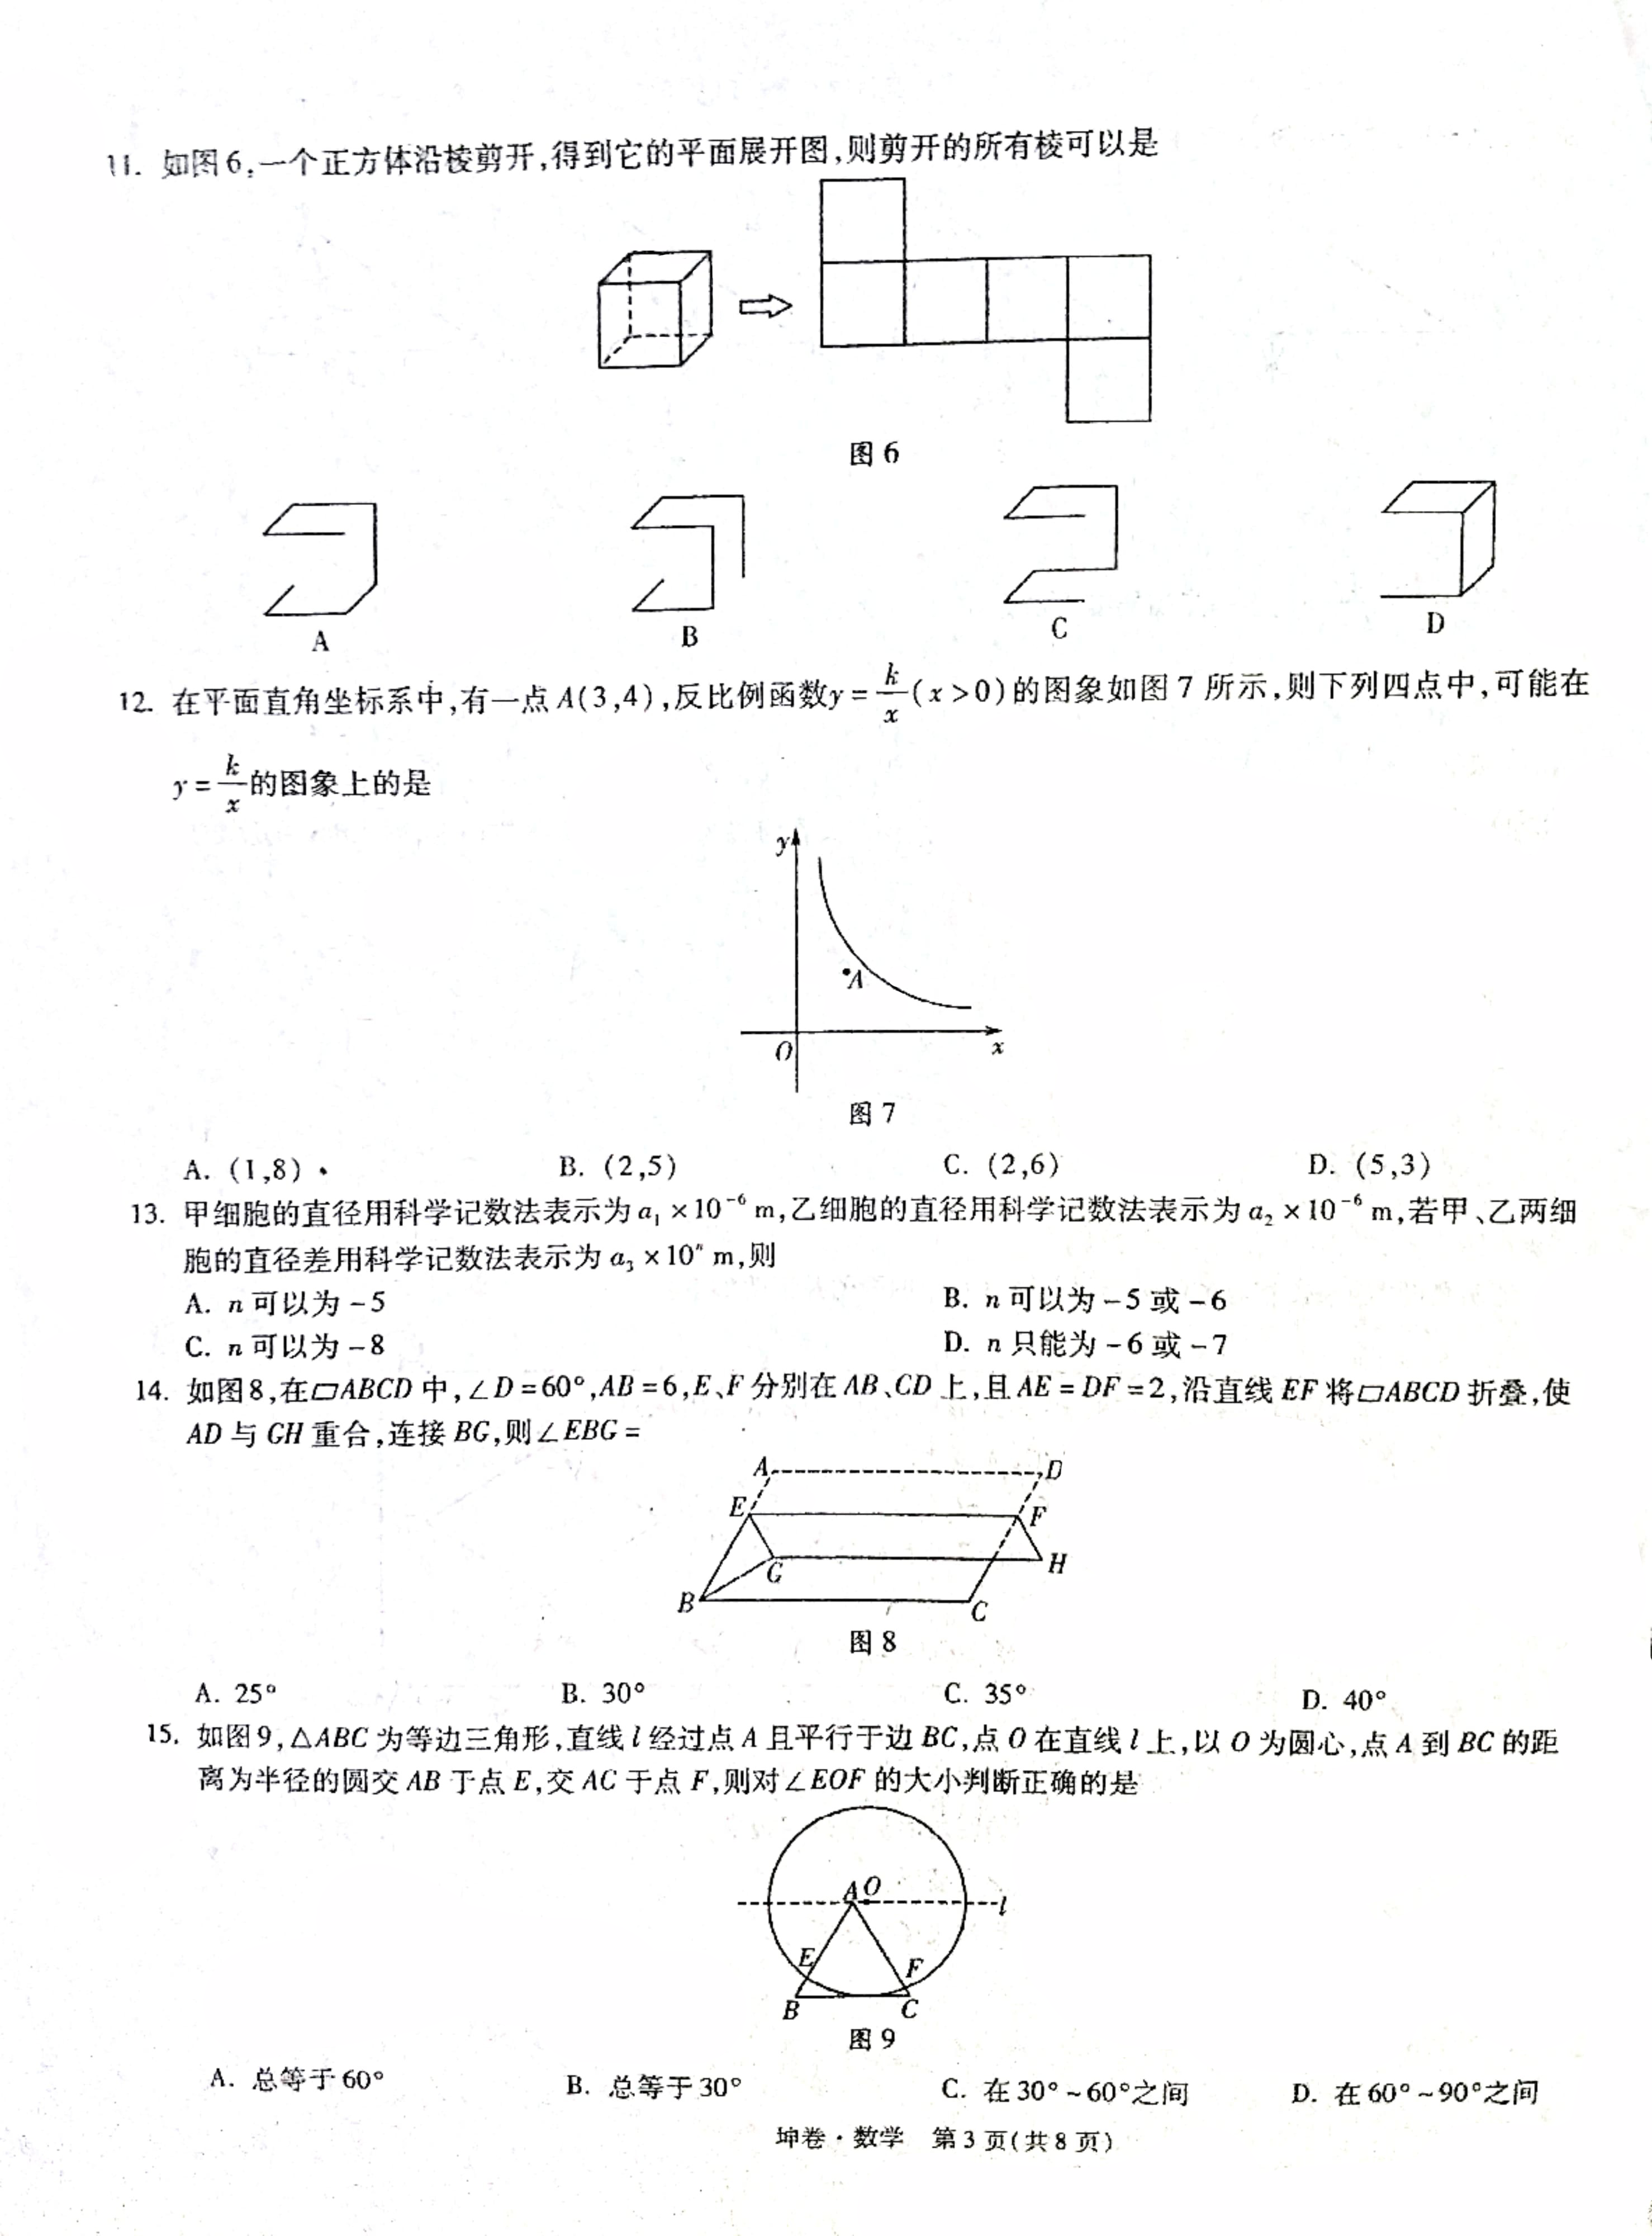 11. 如图6,一个正方体沿棱剪开,得到它的平面展开图,则剪开的所有棱可以是
图 6
A B C D
12. 在平面直角坐标系中,有一点 A(3,4),反比例函数y=k/x(x>0)的图象如图 7 所示,则下列四点中,可能在
y=k/x的图象上的是
y
A
O x
图 7
A. (1,8) B. (2,5) C. (2,6) D. (5,3)
13. 甲细胞的直径用科学记数法表示为 a₁×10⁻⁶ m,乙细胞的直径用科学记数法表示为 a₂×10⁻⁶ m,若甲、乙两细
胞的直径差用科学记数法表示为 a₃×10ⁿ m,则
A. n 可以为 -5 B. n 可以为 -5 或 -6
C. n 可以为 -8 D. n 只能为 -6 或 -7
14. 如图8,在▱ABCD 中,∠D=60°,AB=6,E、F 分别在 AB、CD 上,且 AE=DF=2,沿直线 EF 将▱ABCD 折叠,使
AD 与 GH 重合,连接 BG,则∠EBG=
A D
E F
G H
B C
图 8
A. 25° B. 30° C. 35° D. 40°
15. 如图9,△ABC 为等边三角形,直线 l 经过点 A 且平行于边 BC,点 O 在直线 l 上,以 O 为圆心,点 A 到 BC 的距
离为半径的圆交 AB 于点 E,交 AC 于点 F,则对∠EOF 的大小判断正确的是
A O l
E F
B C
图 9
A. 总等于 60° B. 总等于 30° C. 在 30°~60°之间 D. 在 60°~90°之间
坤卷·数学 第 3 页(共 8 页)